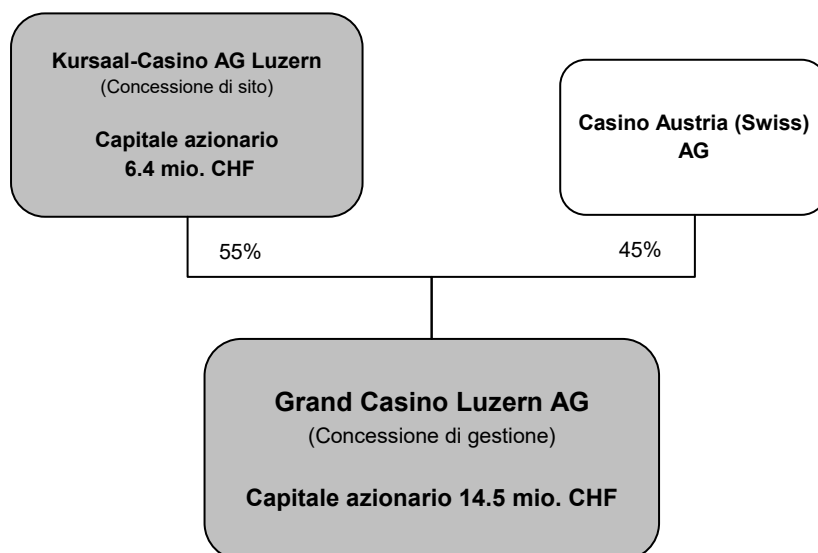 Kursaal-Casino AG Luzern
(Concessione di sito)
Capitale azionario
6.4 mio. CHF
Casino Austria (Swiss)
AG
55%
45%
Grand Casino Luzern AG
(Concessione di gestione)
Capitale azionario 14.5 mio. CHF